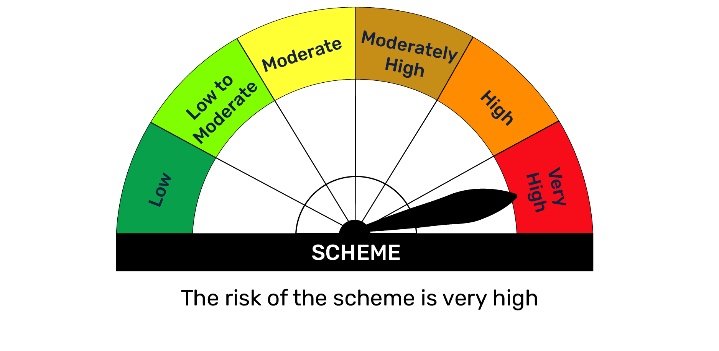 Low
Low to
Moderate
Moderate
Moderately
High
High
Very
High
SCHEME
The risk of the scheme is very high